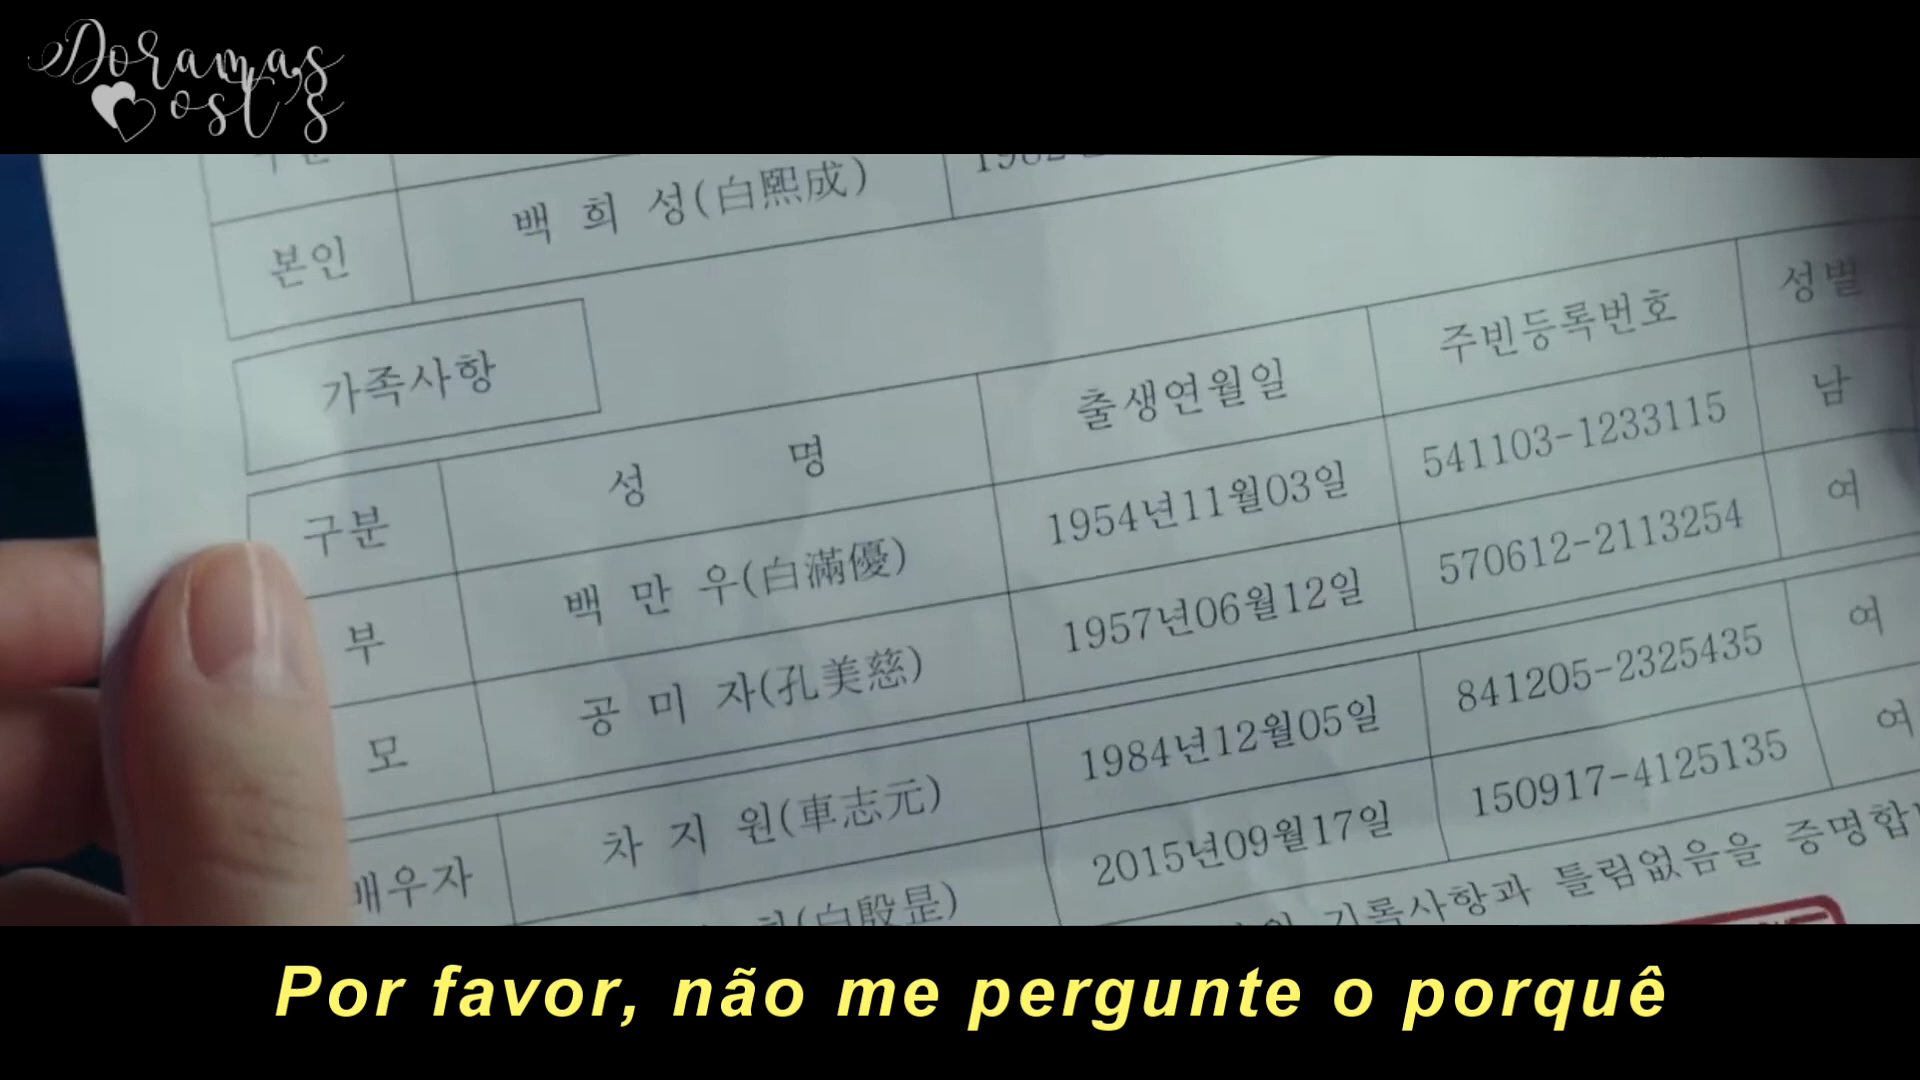 Doramas
ost's
본인 백 희 성(白熙成)
가족사항
구분 성 명 출생연월일 주빈등록번호 성별
부 백 만 우(白滿優) 1954년11월03일 541103-1233115 남
모 공 미 자(孔美慈) 1957년06월12일 570612-2113254 여
배우자 차 지 원(車志元) 1984년12월05일 841205-2325435 여
2015년09월17일 150917-4125135 여
기록사항과 틀림없음을 증명합
Por favor, não me pergunte o porquê